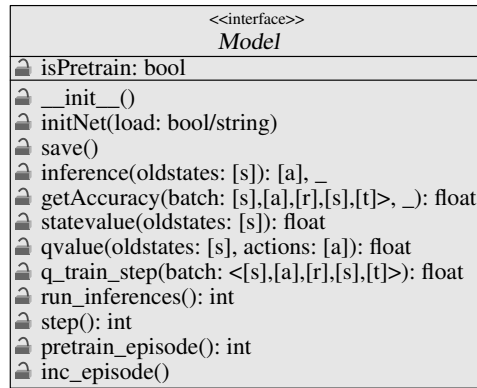 <<interface>>
Model
isPretrain: bool
__init__()
initNet(load: bool/string)
save()
inference(oldstates: [s]): [a], _
getAccuracy(batch: [s],[a],[r],[s],[t]>, _): float
statevalue(oldstates: [s]): float
qvalue(oldstates: [s], actions: [a]): float
q_train_step(batch: <[s],[a],[r],[s],[t]>): float
run_inferences(): int
step(): int
pretrain_episode(): int
inc_episode()